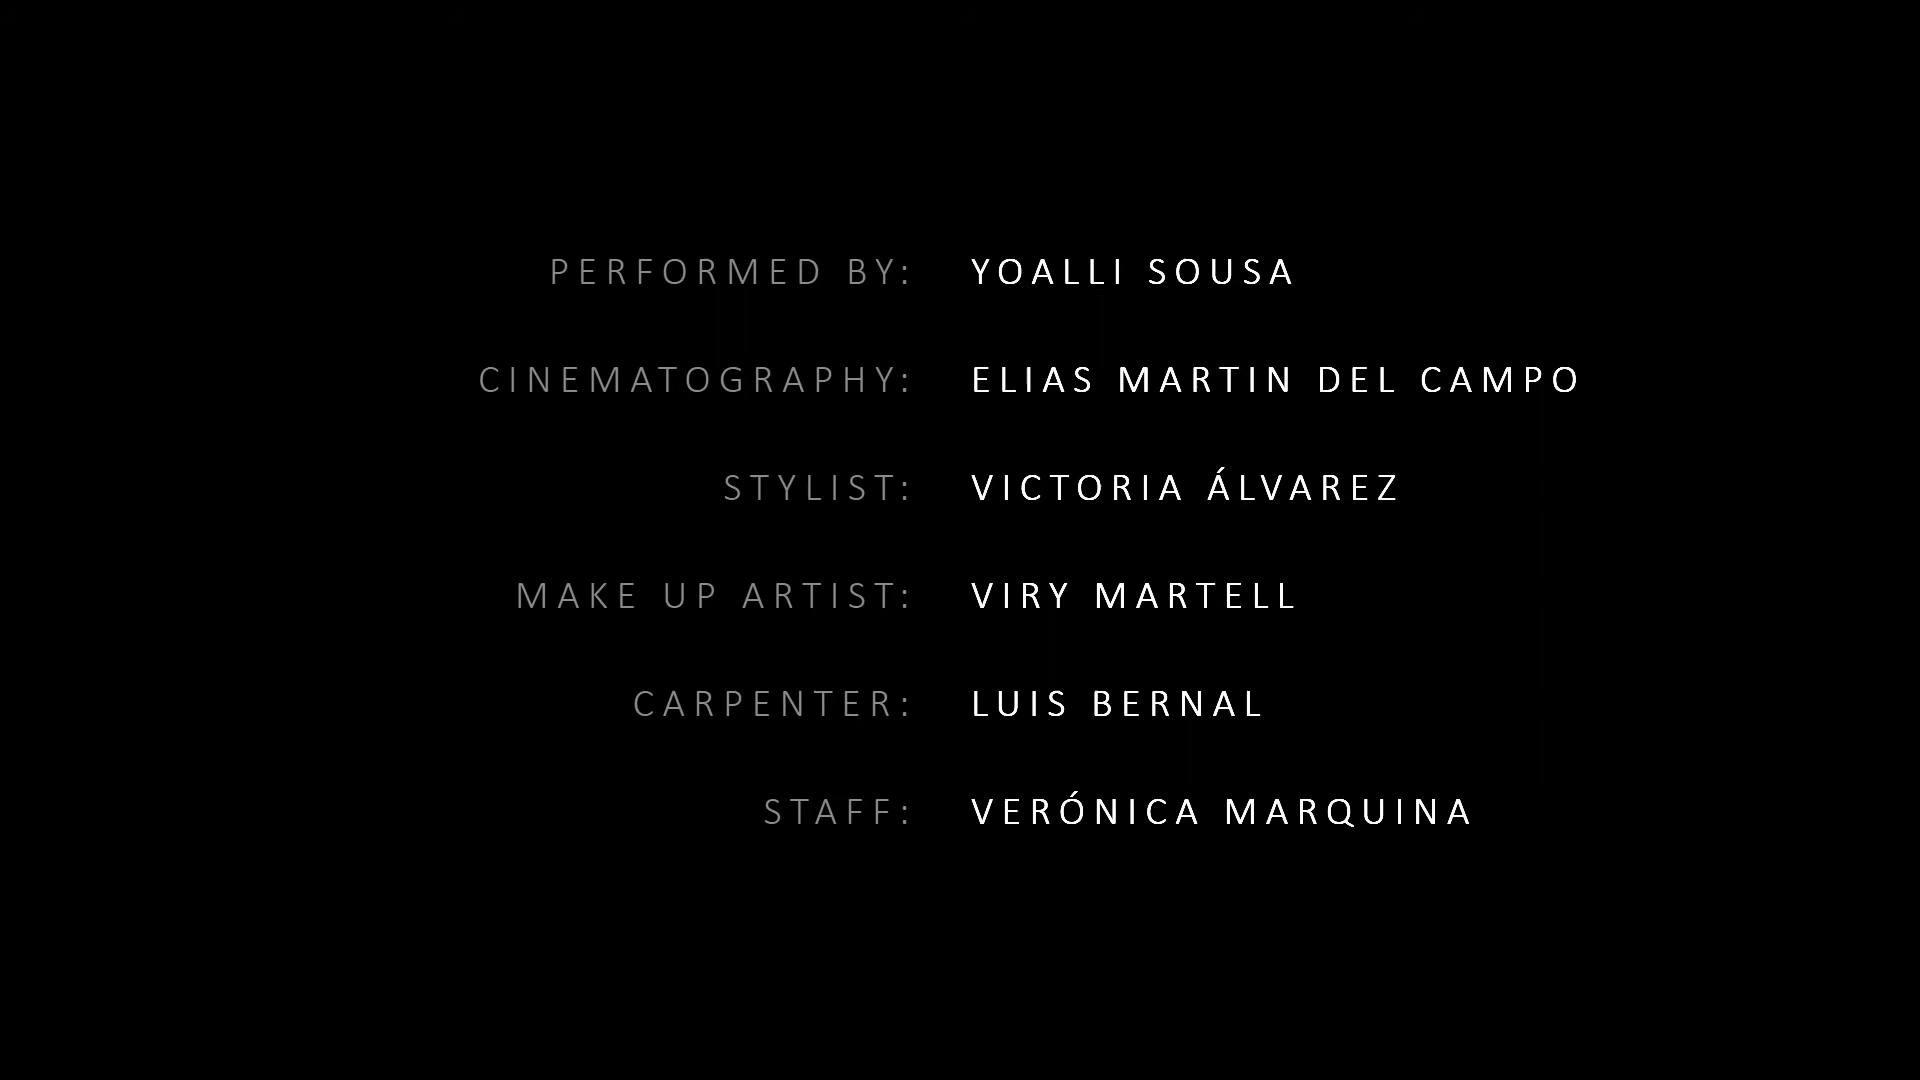 PERFORMED BY: YOALLI SOUSA
CINEMATOGRAPHY: ELIAS MARTIN DEL CAMPO
STYLIST: VICTORIA ÁLVAREZ
MAKE UP ARTIST: VIRY MARTELL
CARPENTER: LUIS BERNAL
STAFF: VERÓNICA MARQUINA